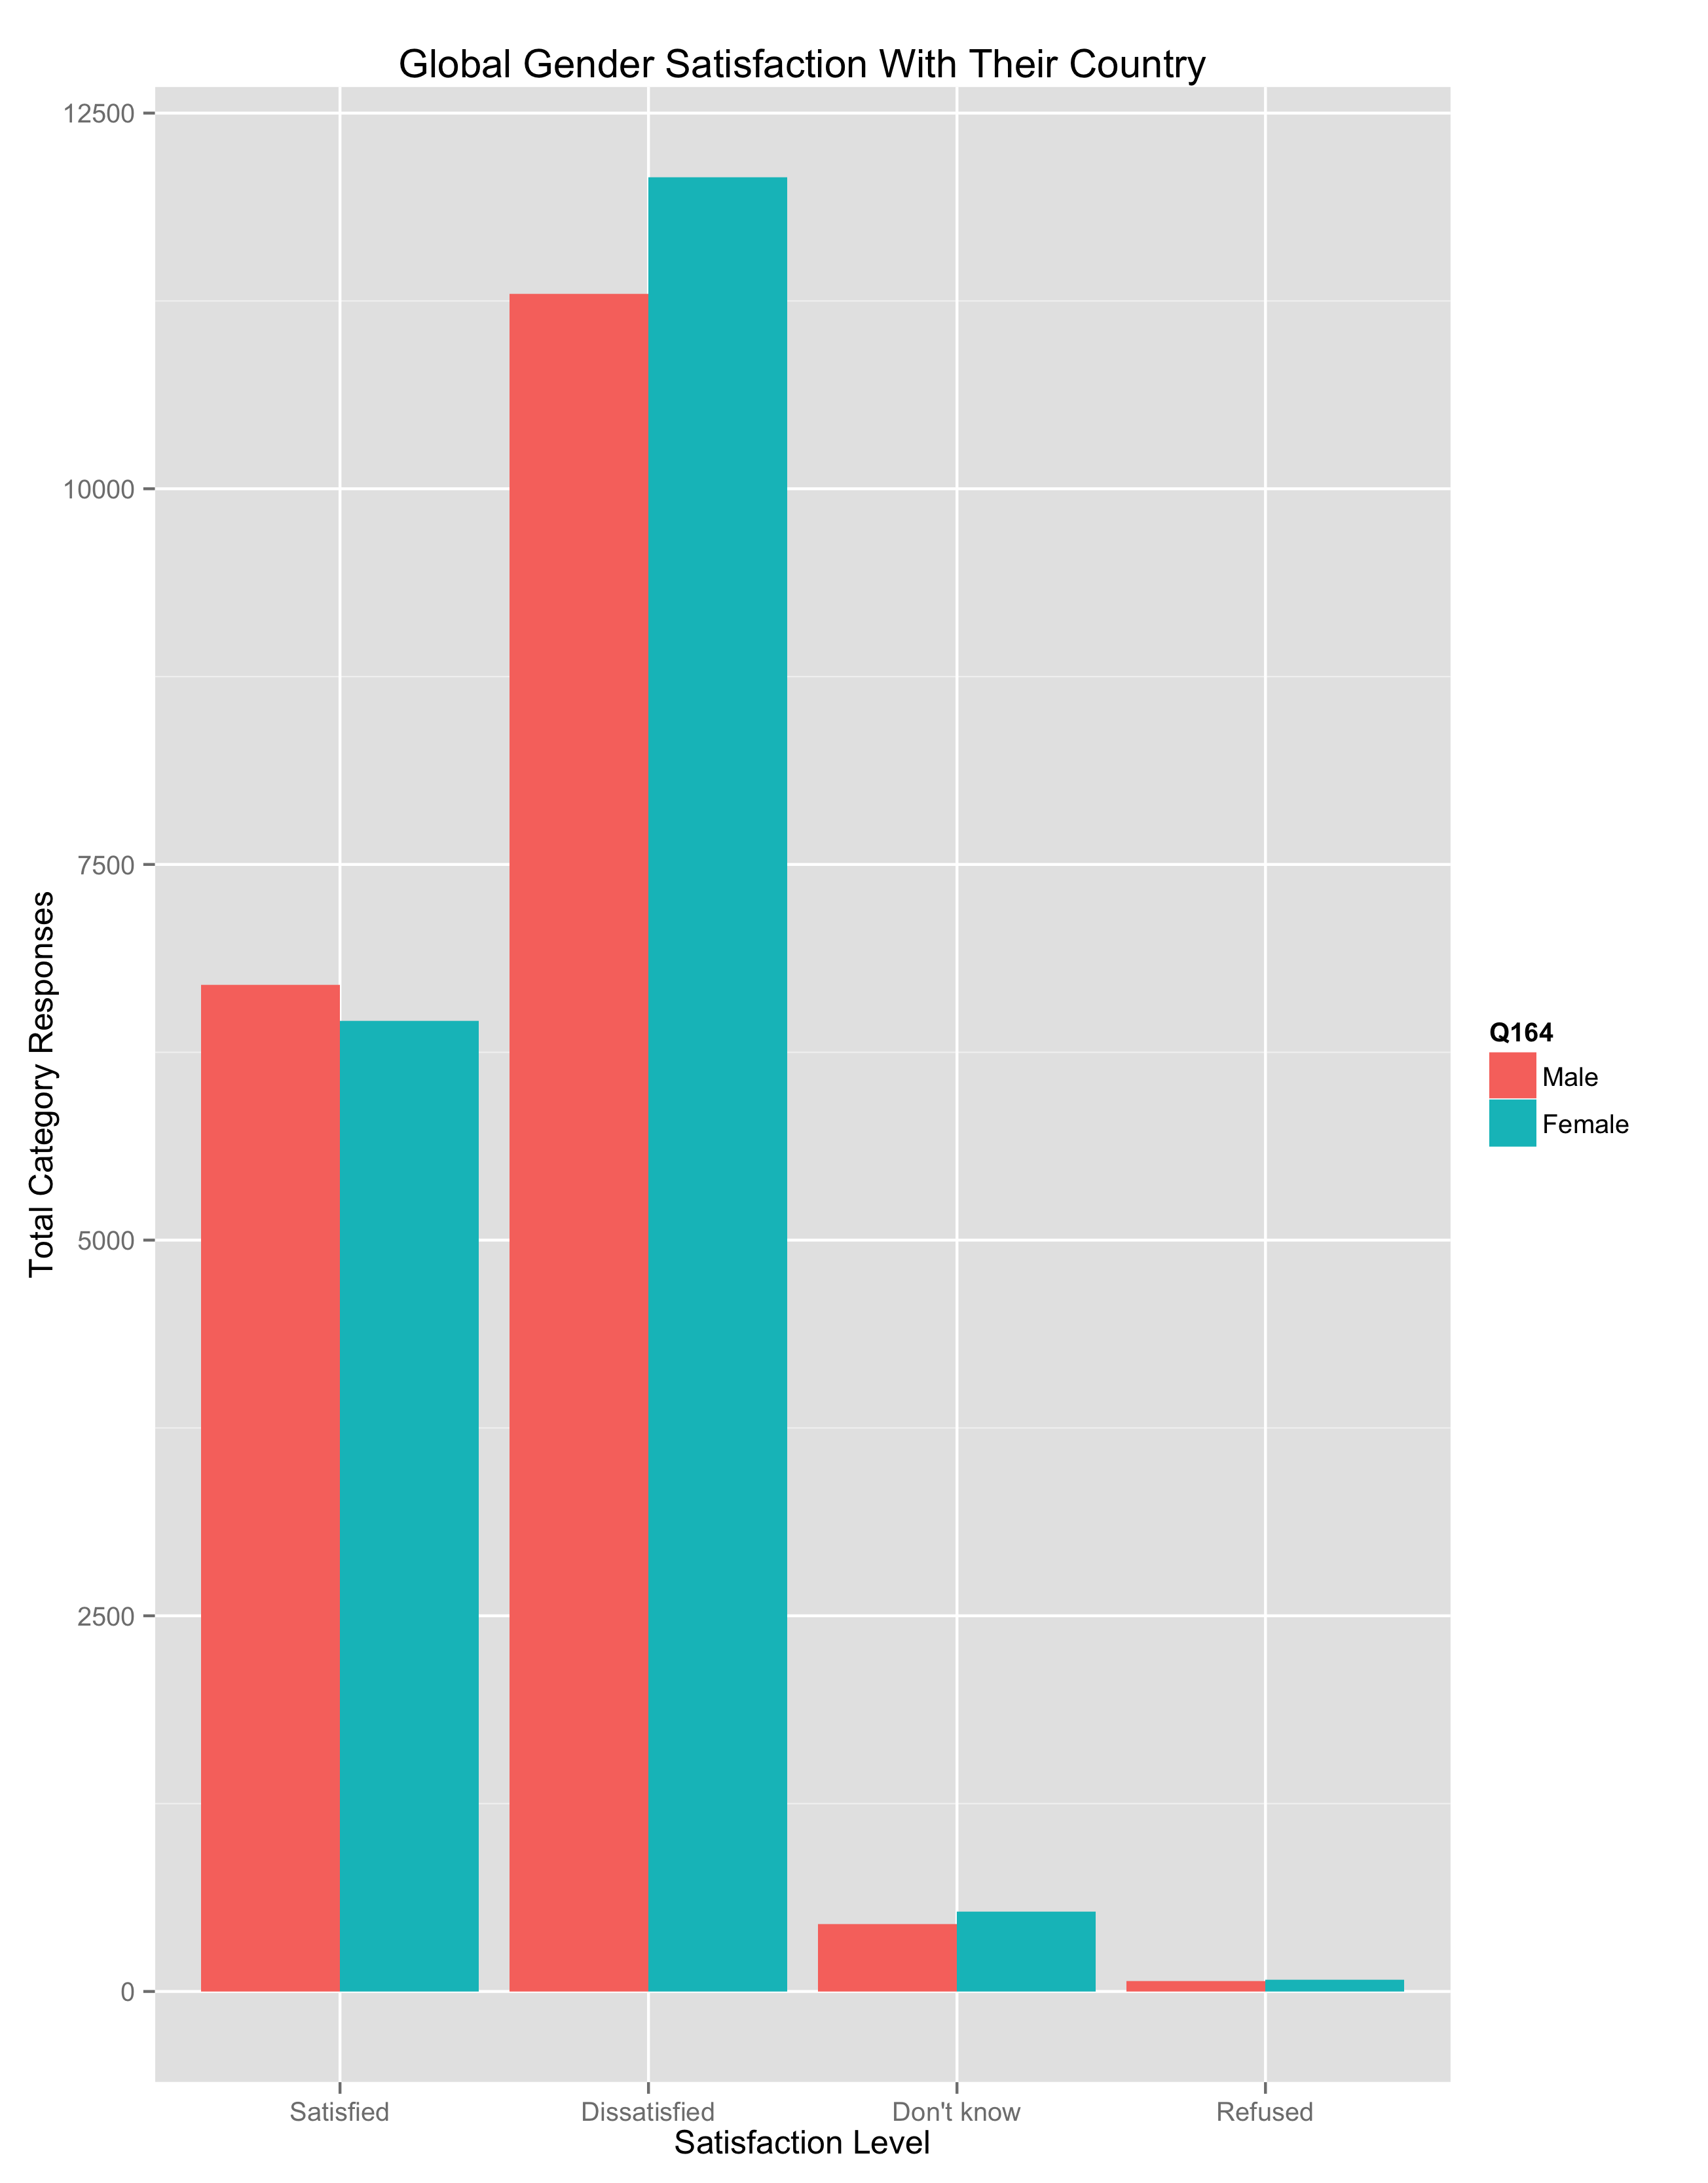 Global Gender Satisfaction With Their Country
12500
10000
7500
5000
2500
0
Total Category Responses
Satisfied
Dissatisfied
Don't know
Refused
Satisfaction Level
Q164
Male
Female